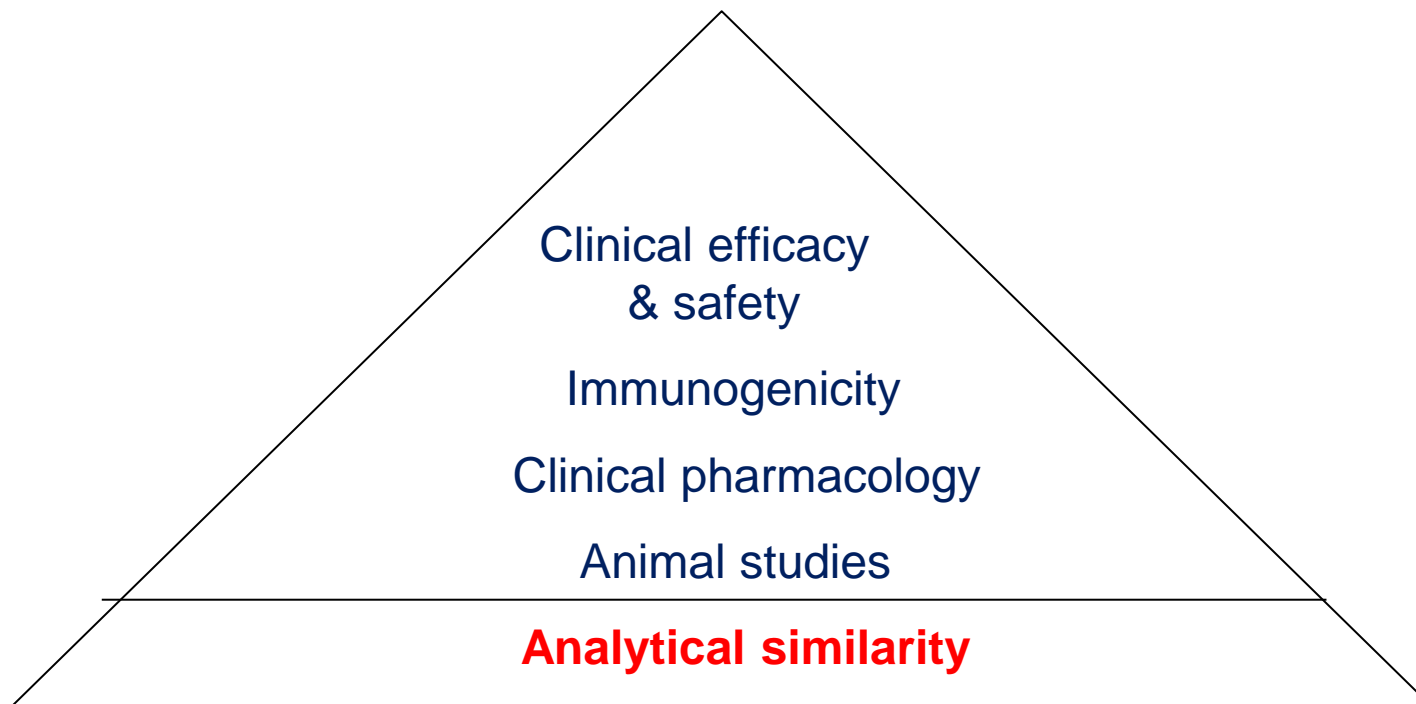 Clinical efficacy
& safety
Immunogenicity
Clinical pharmacology
Animal studies
Analytical similarity